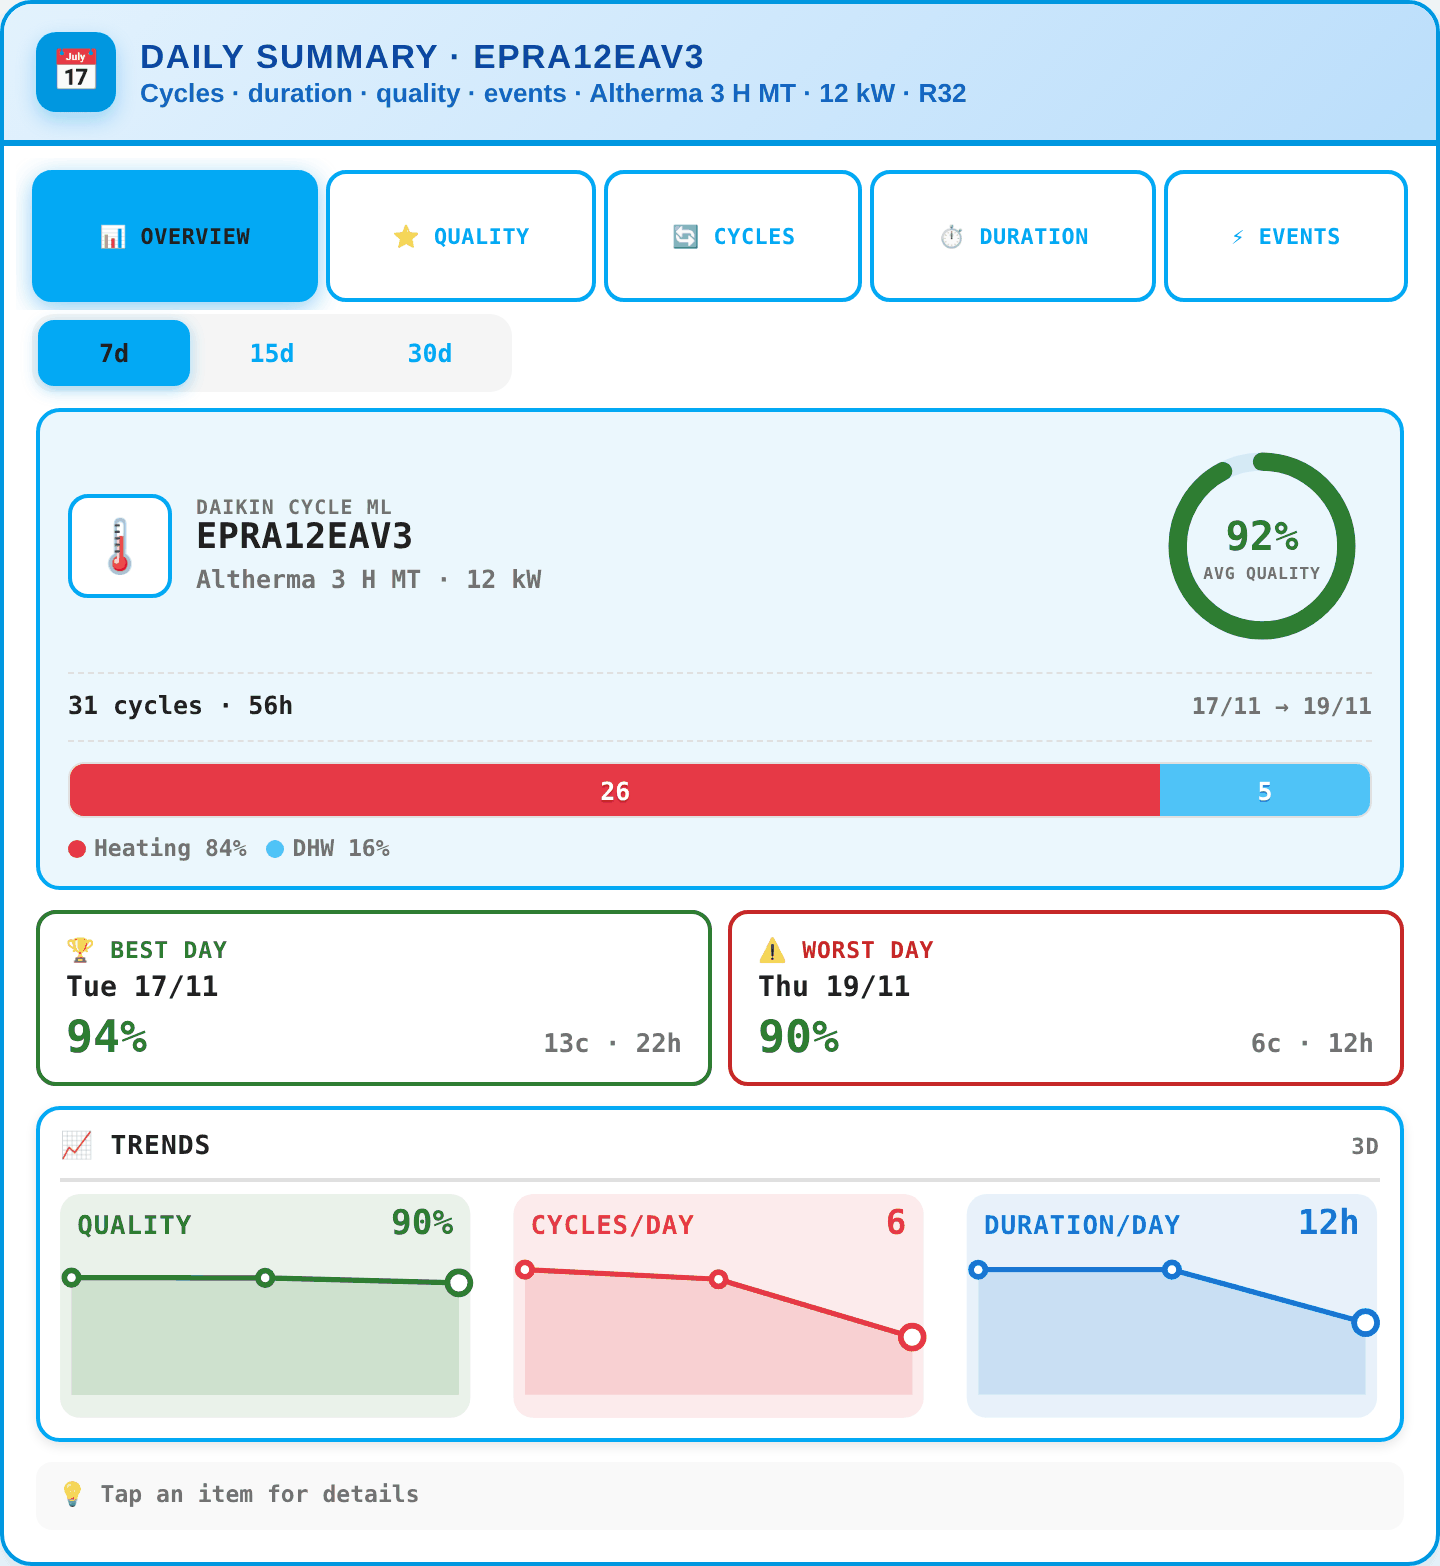 July
17
DAILY SUMMARY · EPRA12EAV3
Cycles · duration · quality · events · Altherma 3 H MT · 12 kW · R32
OVERVIEW
QUALITY
CYCLES
DURATION
EVENTS
7d
15d
30d
DAIKIN CYCLE ML
EPRA12EAV3
Altherma 3 H MT · 12 kW
92%
AVG QUALITY
31 cycles · 56h
17/11 → 19/11
26
5
Heating 84%
DHW 16%
BEST DAY
Tue 17/11
94%
13c · 22h
WORST DAY
Thu 19/11
90%
6c · 12h
TRENDS
3D
QUALITY
90%
CYCLES/DAY
6
DURATION/DAY
12h
Tap an item for details